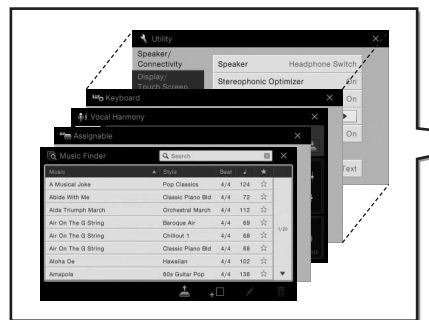 Utility
Speaker/
Connectivity
Speaker Headphone Switch
Display/
Touch Screen
Stereophonic Optimizer On
Keyboard
On
Vocal Harmony
Assignable
On
Music Finder Search
Text
Music Style Beat
A Musical Joke Pop Classics 4/4 124
Abide With Me Classic Piano Bld 4/4 72
Aida Triumph March Orchestral March 4/4 112
Air On The G String Baroque Air 4/4 69
Air On The G String Chillout 1 4/4 68
Air On The G String Classic Piano Bld 4/4 68
1/20
Aloha Oe Hawaiian 4/4 102
Amapola 60s Guitar Pop 4/4 138